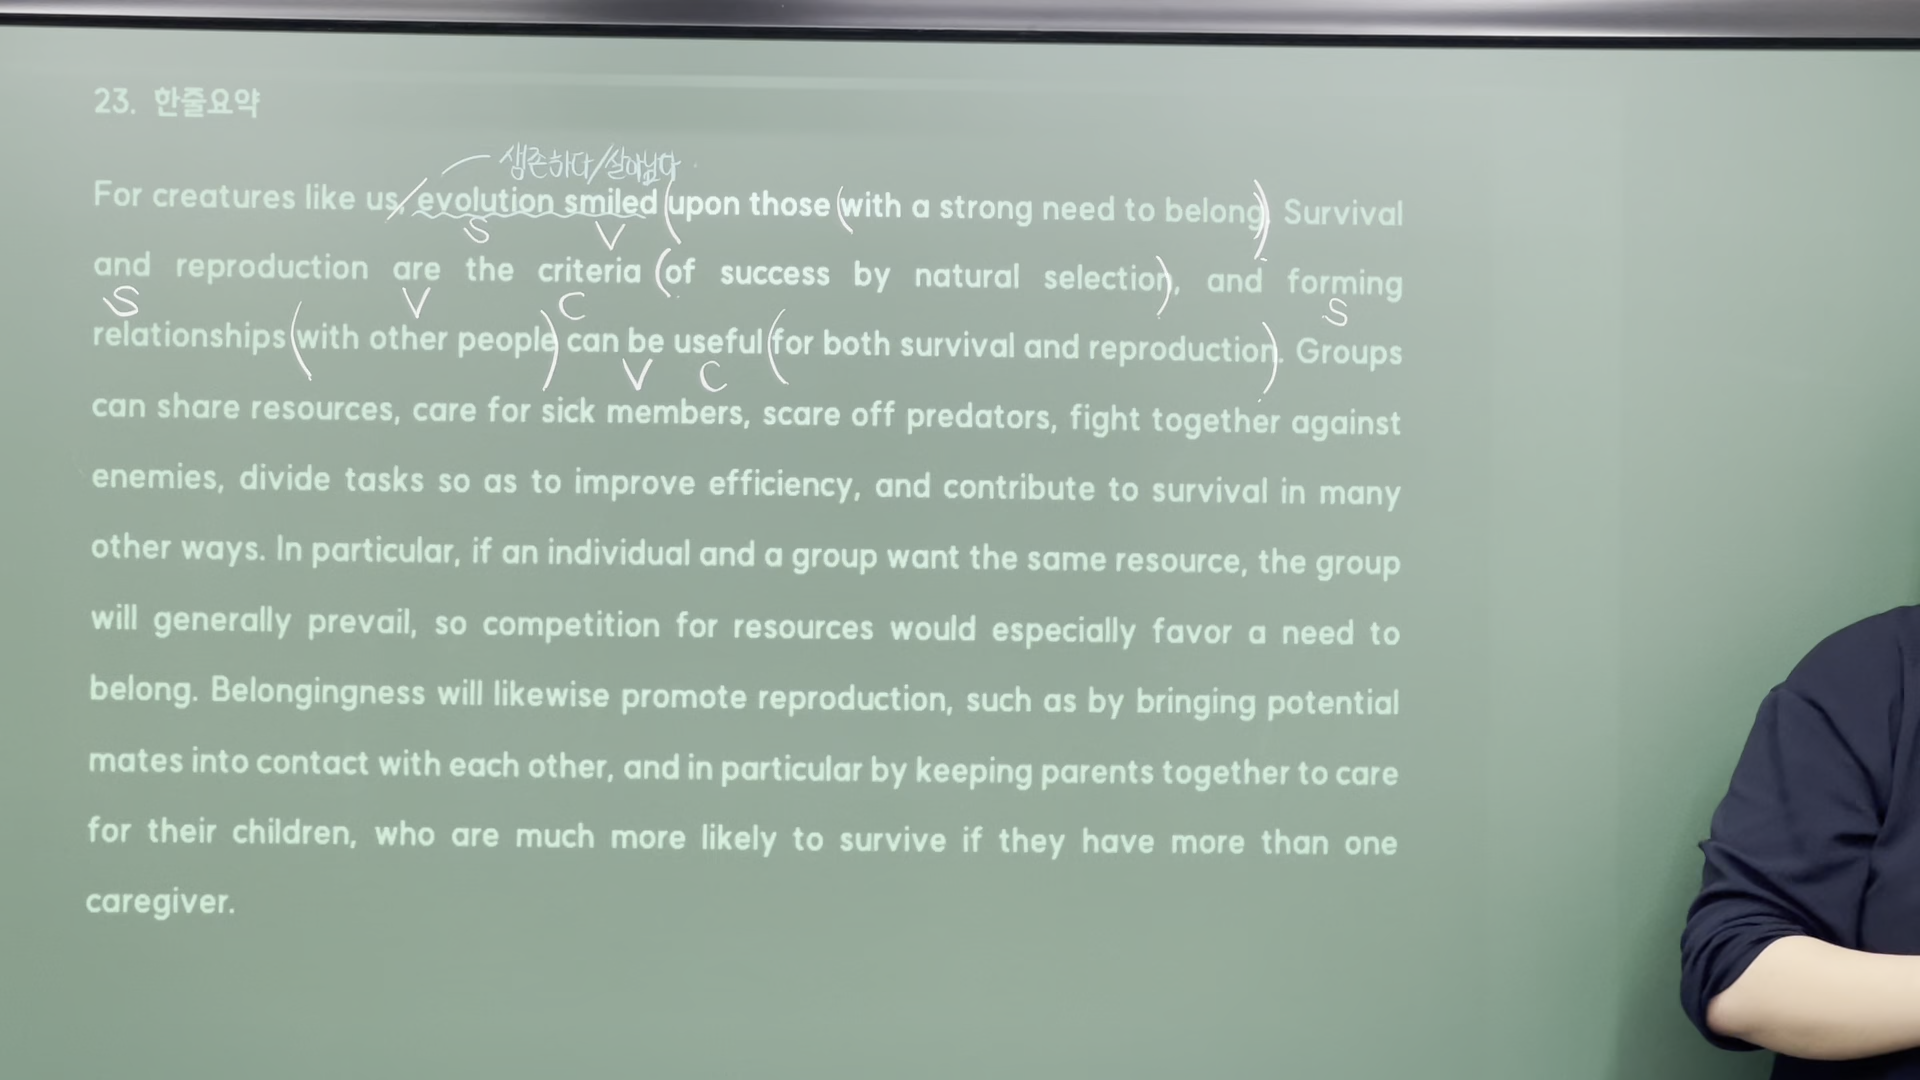 23. 한줄요약
생존하다/살아남다
For creatures like us, evolution smiled upon those with a strong need to belong. Survival
S V
and reproduction are the criteria of success by natural selection, and forming
S V C S
relationships with other people can be useful for both survival and reproduction. Groups
V C
can share resources, care for sick members, scare off predators, fight together against
enemies, divide tasks so as to improve efficiency, and contribute to survival in many
other ways. In particular, if an individual and a group want the same resource, the group
will generally prevail, so competition for resources would especially favor a need to
belong. Belongingness will likewise promote reproduction, such as by bringing potential
mates into contact with each other, and in particular by keeping parents together to care
for their children, who are much more likely to survive if they have more than one
caregiver.